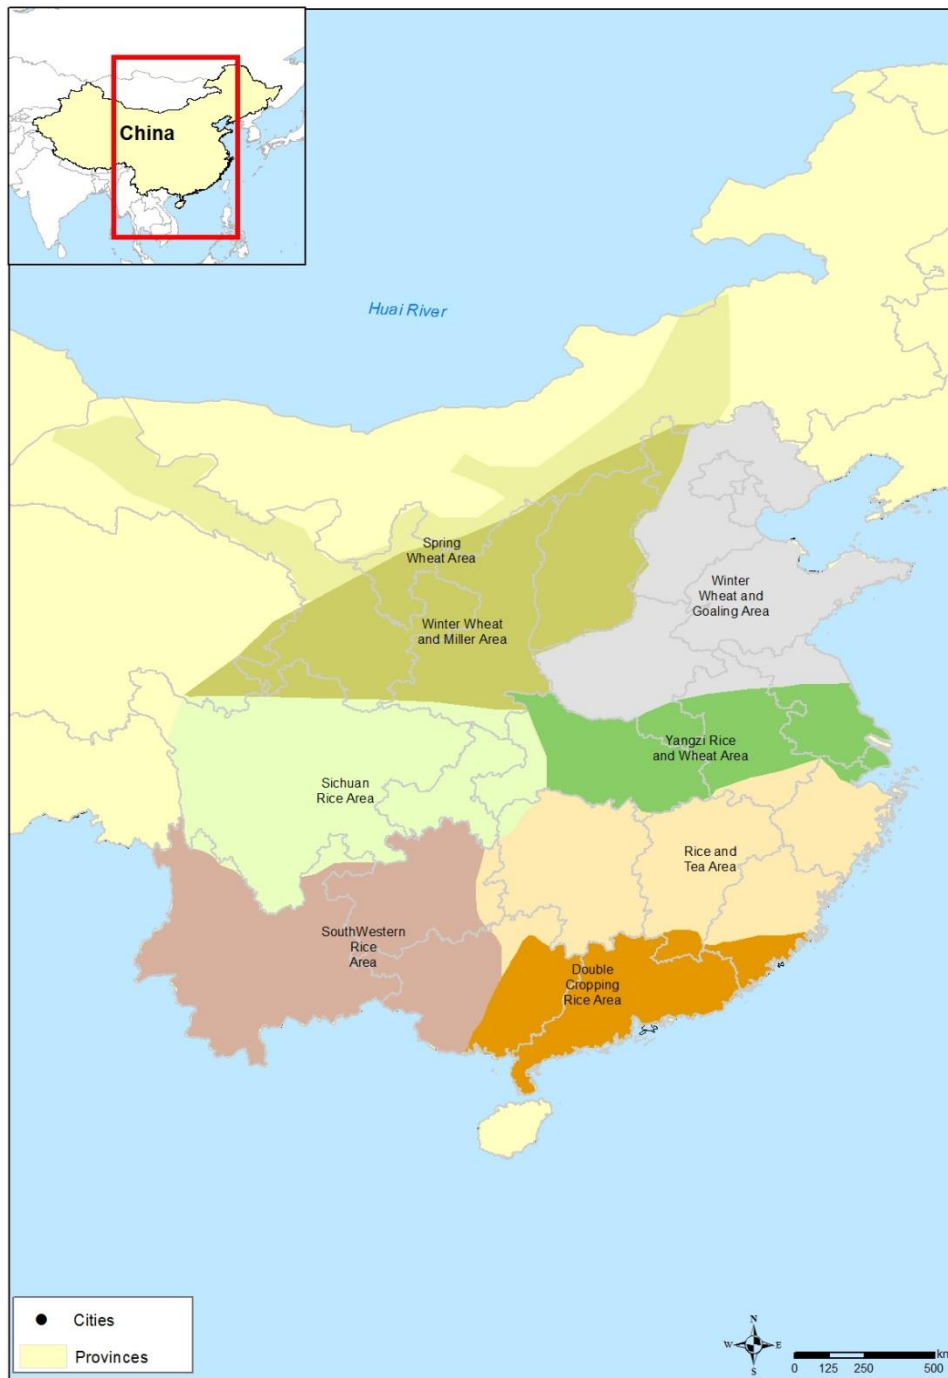 China
Huai River
Spring
Wheat Area
Winter
Wheat and
Goaling Area
Winter Wheat
and Miller Area
Yangzi Rice
and Wheat Area
Sichuan
Rice Area
Rice and
Tea Area
SouthWestern
Rice
Area
Double
Cropping
Rice Area
Cities
Provinces
N
W
E
S
km
0 125 250 500